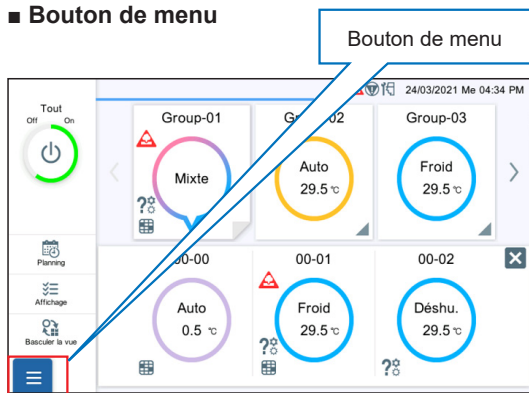 ■ Bouton de menu
Bouton de menu
24/03/2021 Me 04:34 PM
Tout
Off On
Group-01
Group-03
Mixte
Auto
29.5 °c
Froid
29.5 °c
Planning
Affichage
Basculer la vue
00-01
00-02
Auto
0.5 °c
Froid
29.5 °c
Déshu.
29.5 °c